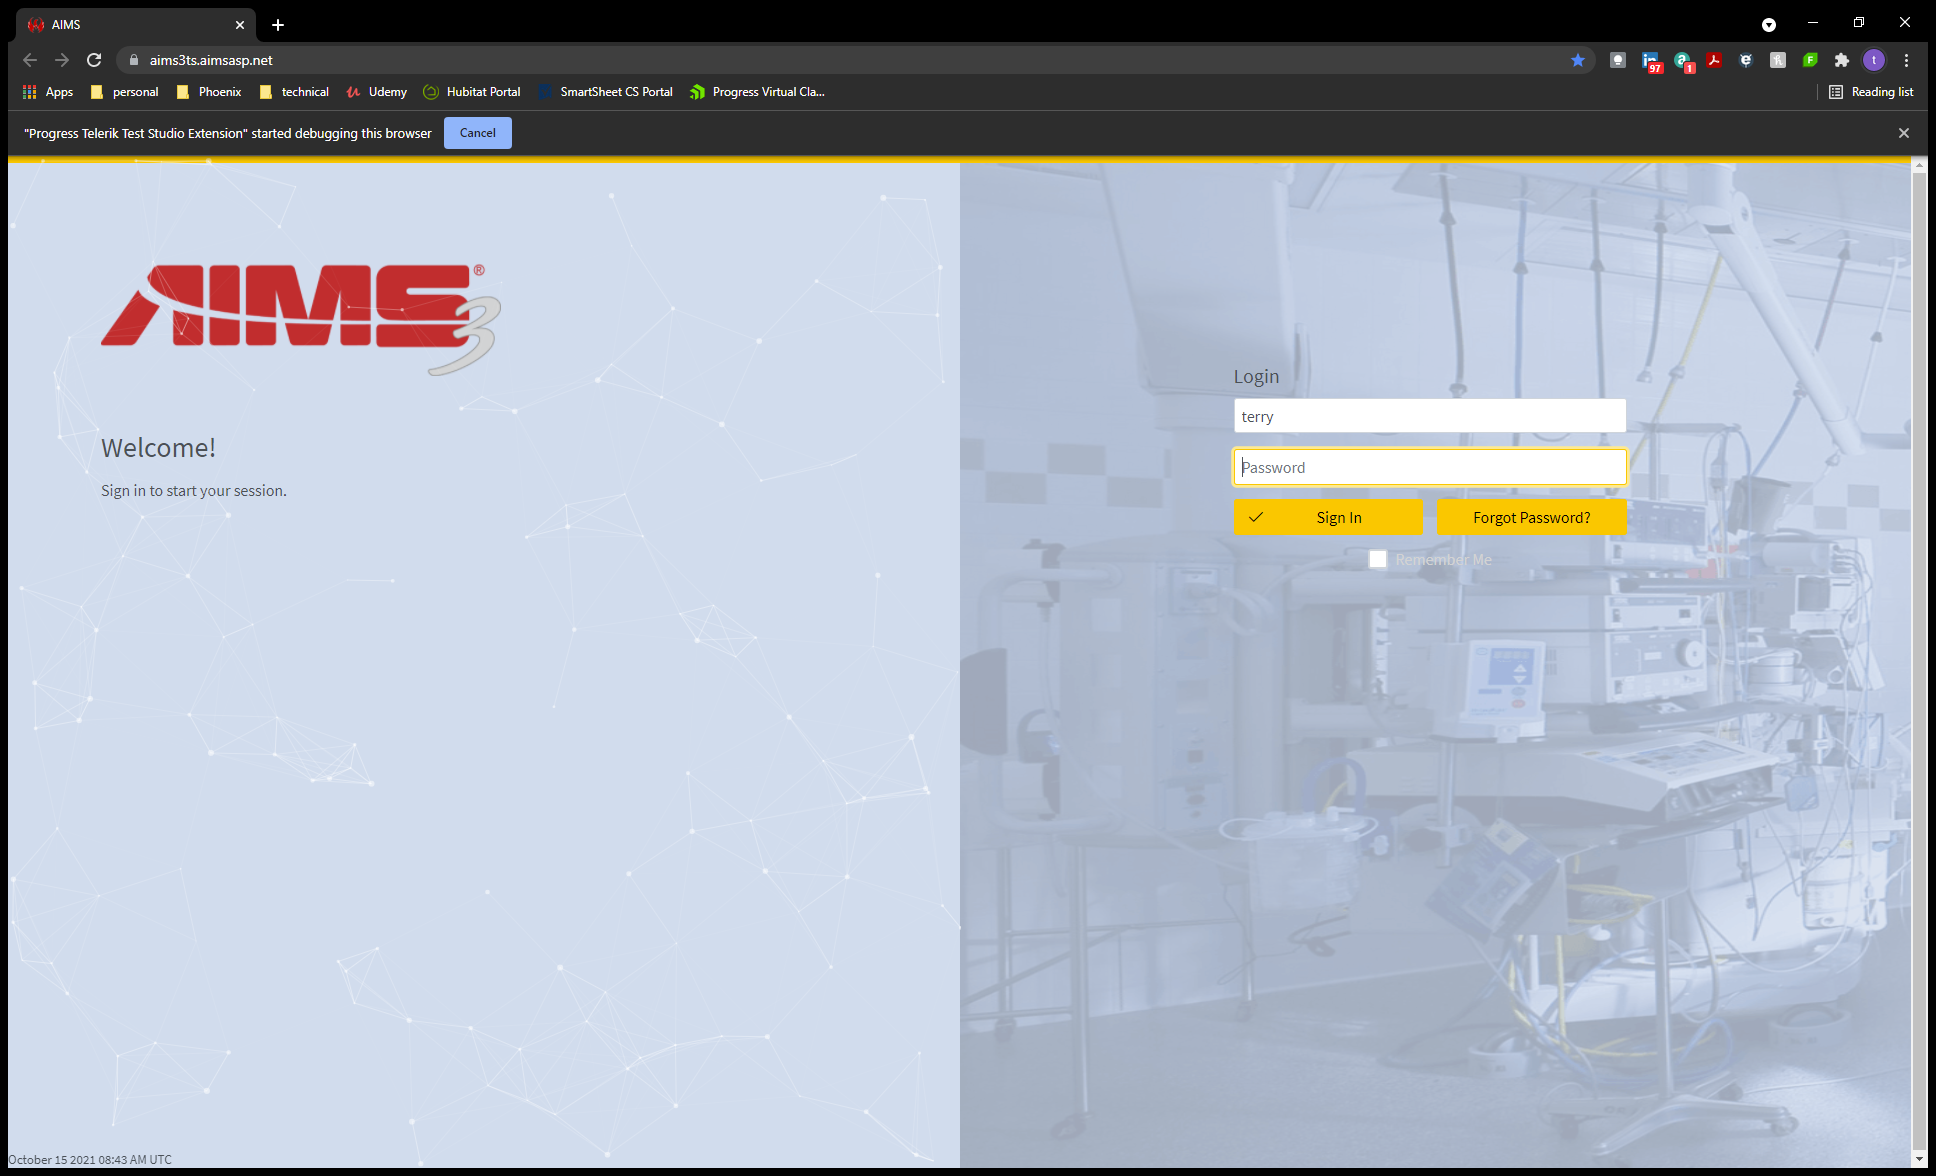 AIMS
aims3ts.aimsasp.net
97
1
t
Apps
personal
Phoenix
technical
Udemy
Hubitat Portal
SmartSheet CS Portal
Progress Virtual Cla...
Reading list
"Progress Telerik Test Studio Extension" started debugging this browser
Cancel
AIMS®
3
Welcome!
Sign in to start your session.
Login
terry
Password
Sign In
Forgot Password?
Remember Me
October 15 2021 08:43 AM UTC